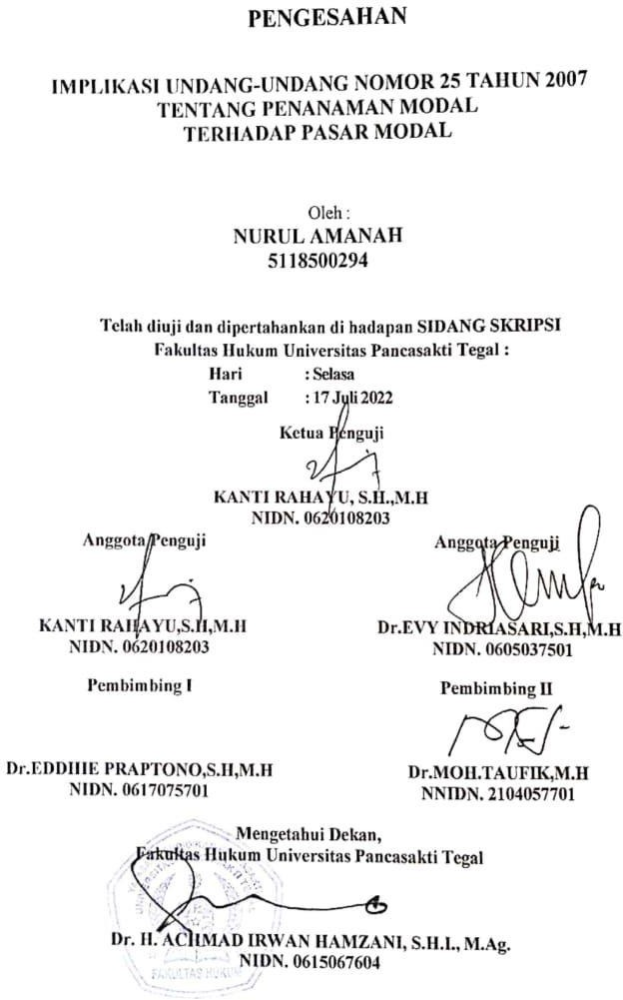 PENGESAHAN
IMPLIKASI UNDANG-UNDANG NOMOR 25 TAHUN 2007
TENTANG PENANAMAN MODAL
TERHADAP PASAR MODAL
Oleh :
NURUL AMANAH
5118500294
Telah diuji dan dipertahankan di hadapan SIDANG SKRIPSI
Fakultas Hukum Universitas Pancasakti Tegal :
Hari : Selasa
Tanggal : 17 Juli 2022
Ketua Penguji
KANTI RAHAYU, S.H.,M.H
NIDN. 0620108203
Anggota Penguji
KANTI RAHAYU,S.H,M.H
NIDN. 0620108203
Anggota Penguji
Dr.EVY INDRIASARI,S.H,M.H
NIDN. 0605037501
Pembimbing I
Dr.EDDHIE PRAPTONO,S.H,M.H
NIDN. 0617075701
Pembimbing II
Dr.MOH.TAUFIK,M.H
NNIDN. 2104057701
Mengetahui Dekan,
Fakultas Hukum Universitas Pancasakti Tegal
Dr. H. ACHMAD IRWAN HAMZANI, S.H.I., M.Ag.
NIDN. 0615067604
FAKULTAS HUKUM